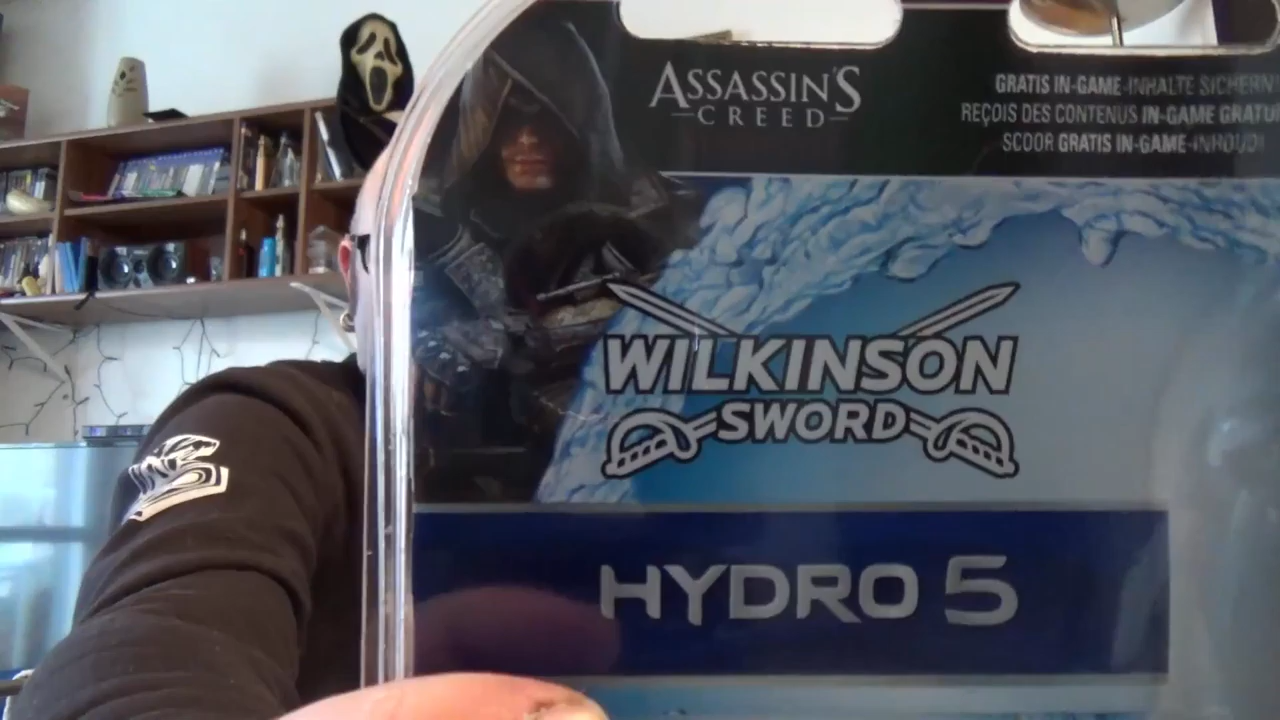 ASSASSIN'S
CREED
GRATIS IN-GAME-INHALTE SICHERN
REÇOIS DES CONTENUS IN-GAME GRATUI
SCOOR GRATIS IN-GAME-INHOUD!
WILKINSON
SWORD
HYDRO 5